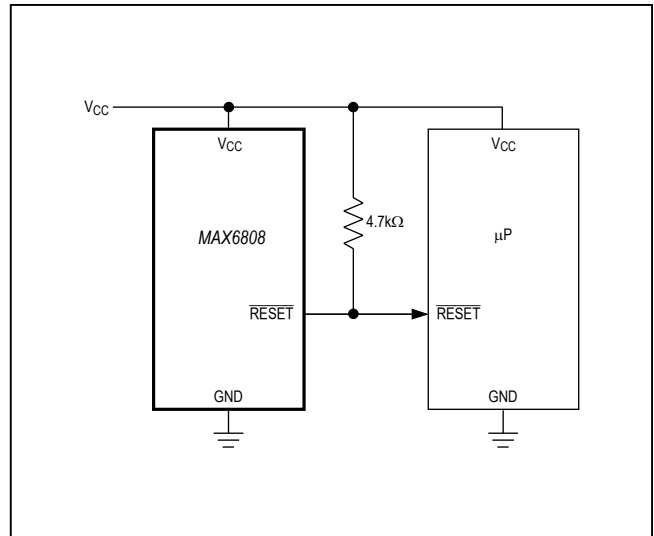 VCC
VCC
VCC
MAX6808
4.7kΩ
μP
RESET
RESET
GND
GND